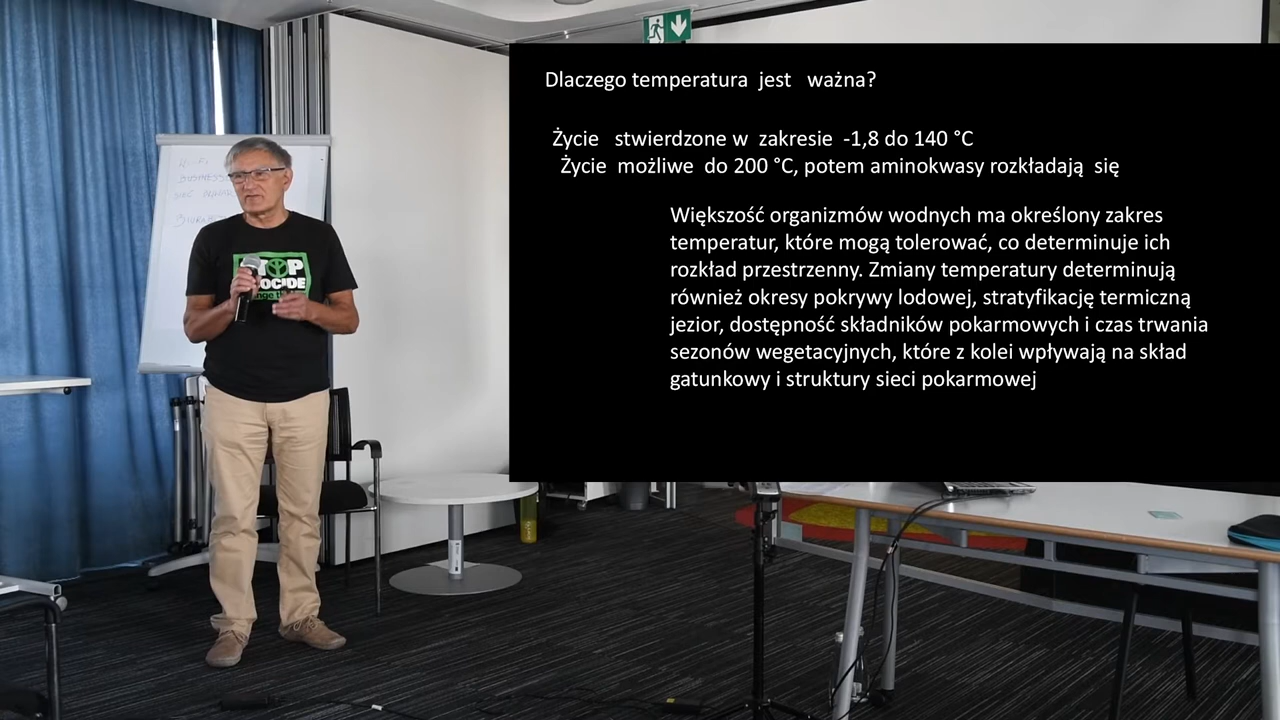 Dlaczego temperatura jest ważna?
Życie stwierdzone w zakresie -1,8 do 140 °C
Życie możliwe do 200 °C, potem aminokwasy rozkładają się
Większość organizmów wodnych ma określony zakres
temperatur, które mogą tolerować, co determinuje ich
rozkład przestrzenny. Zmiany temperatury determinują
również okresy pokrywy lodowej, stratyfikację termiczną
jezior, dostępność składników pokarmowych i czas trwania
sezonów wegetacyjnych, które z kolei wpływają na skład
gatunkowy i struktury sieci pokarmowej
BUSINESS
STOP